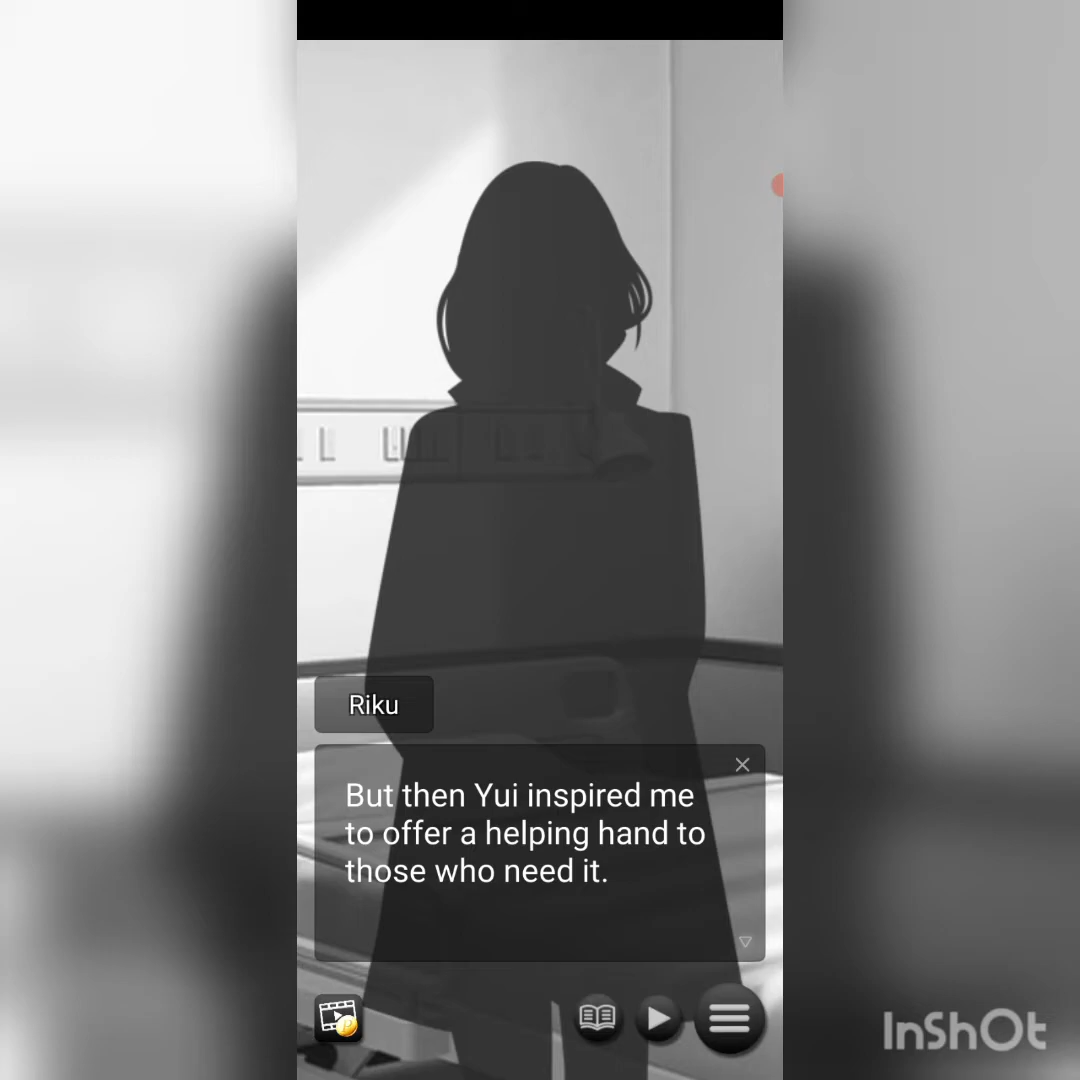 Riku
But then Yui inspired me
to offer a helping hand to
those who need it.
InShOt